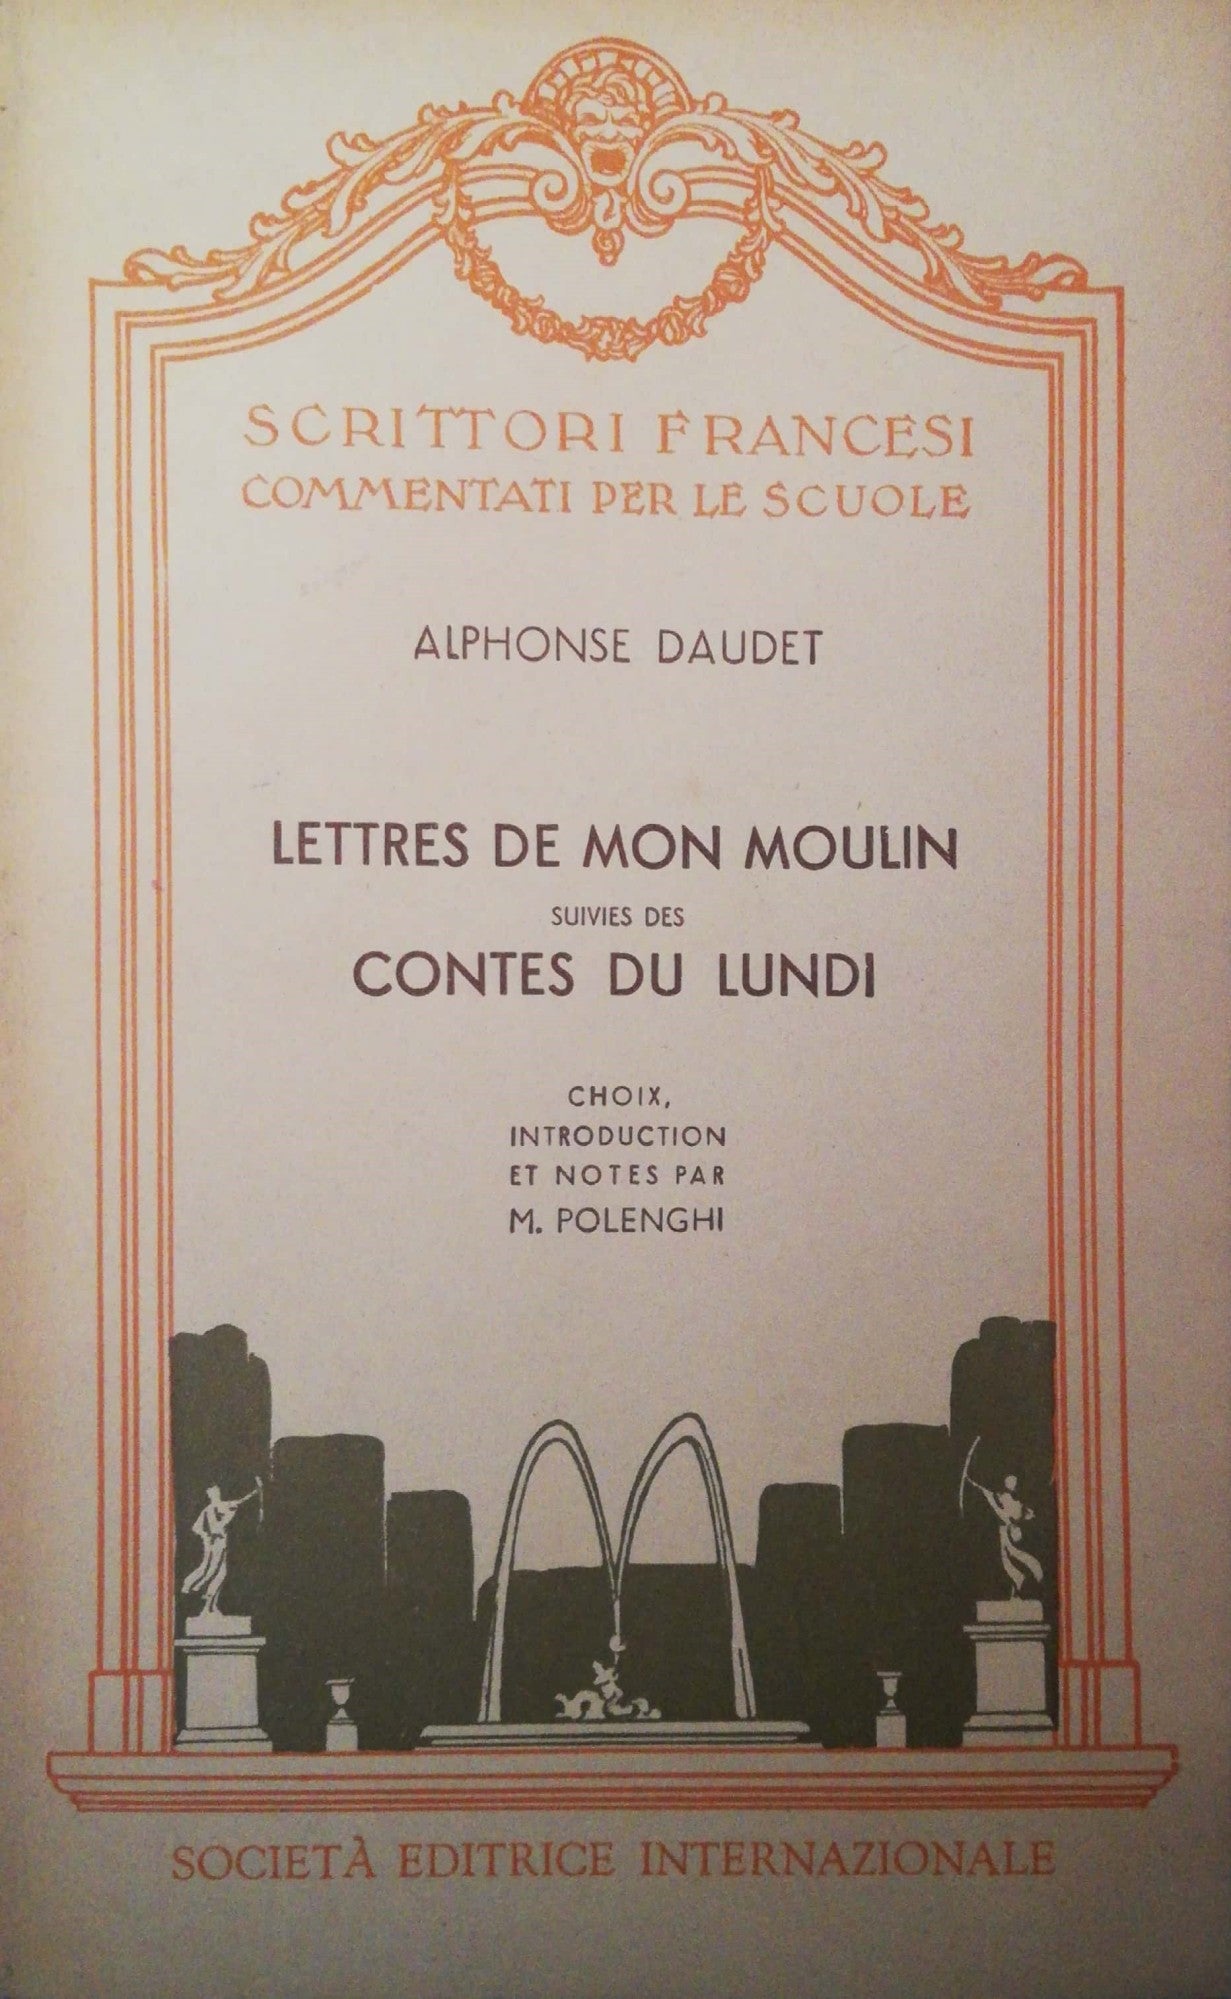 SCRITTORI FRANCESI
COMMENTATI PER LE SCUOLE
ALPHONSE DAUDET
LETTRES DE MON MOULIN
SUIVIES DES
CONTES DU LUNDI
CHOIX,
INTRODUCTION
ET NOTES PAR
M. POLENGHI
SOCIETÀ EDITRICE INTERNAZIONALE